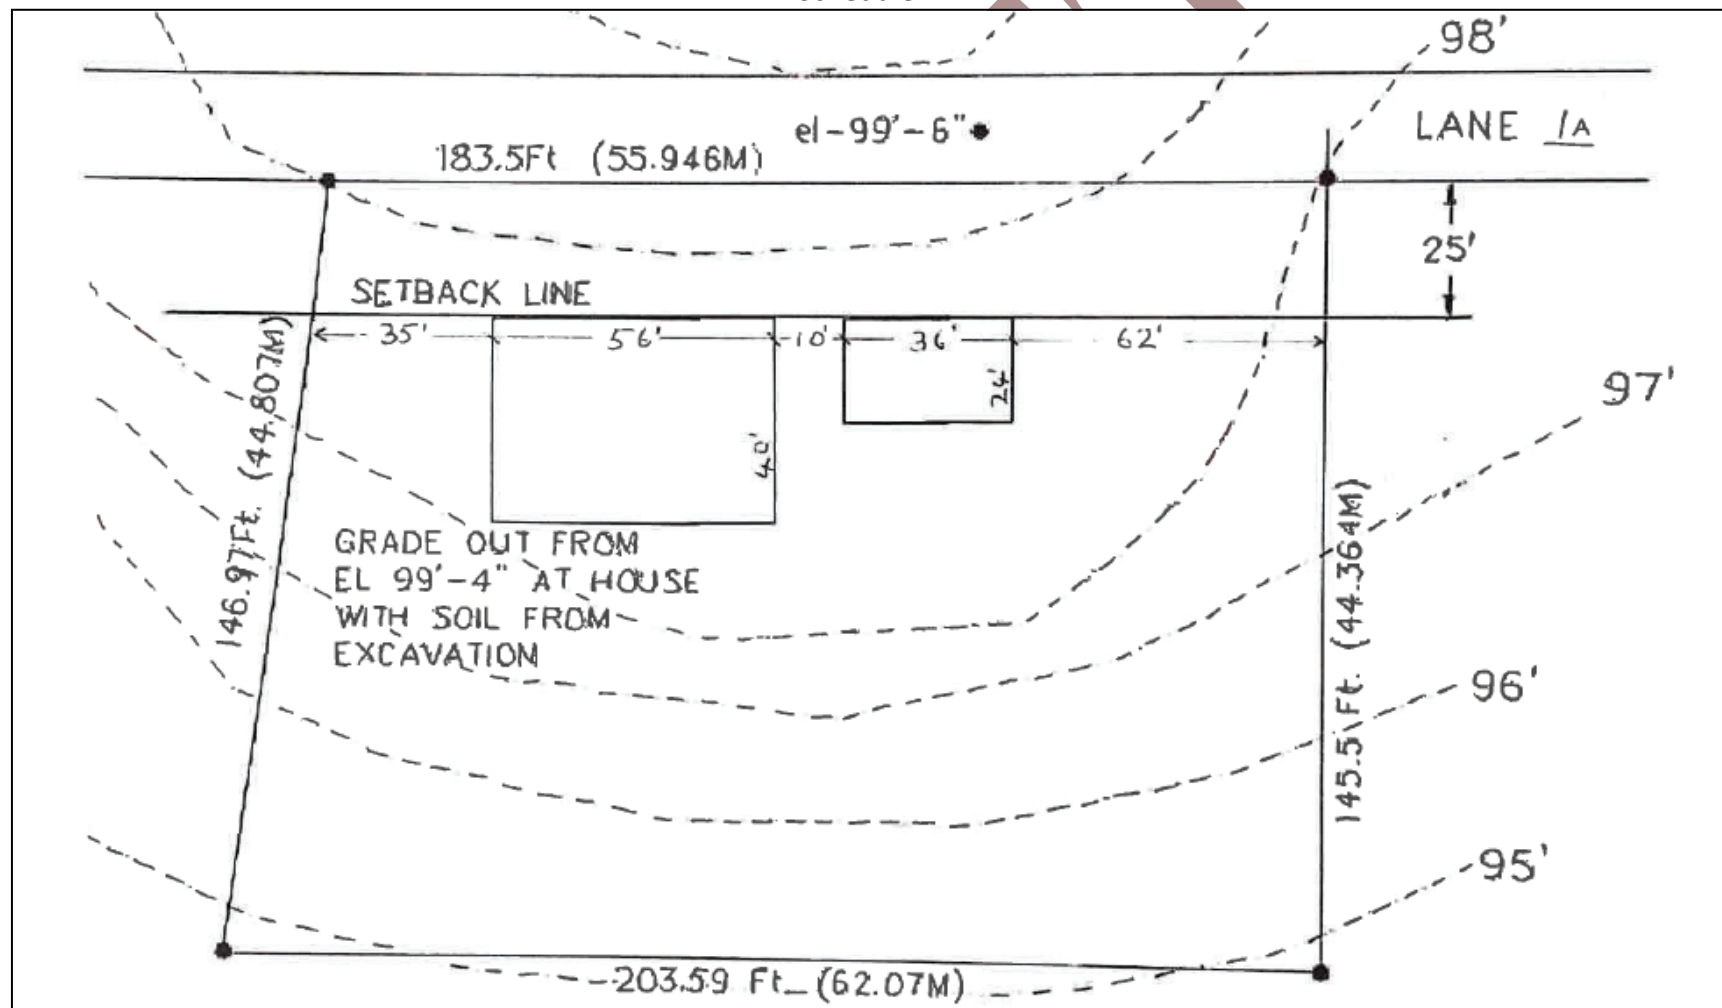 98'
el-99'-6"
LANE 1A
183.5Ft (55.946M)
25'
SETBACK LINE
35'
56'
10'
36'
62'
24'
97'
40'
146.97Ft. (44.807M)
GRADE OUT FROM
EL 99'-4" AT HOUSE
WITH SOIL FROM
EXCAVATION
145.5 Ft. (44.364M)
96'
95'
203.59 Ft. (62.07M)